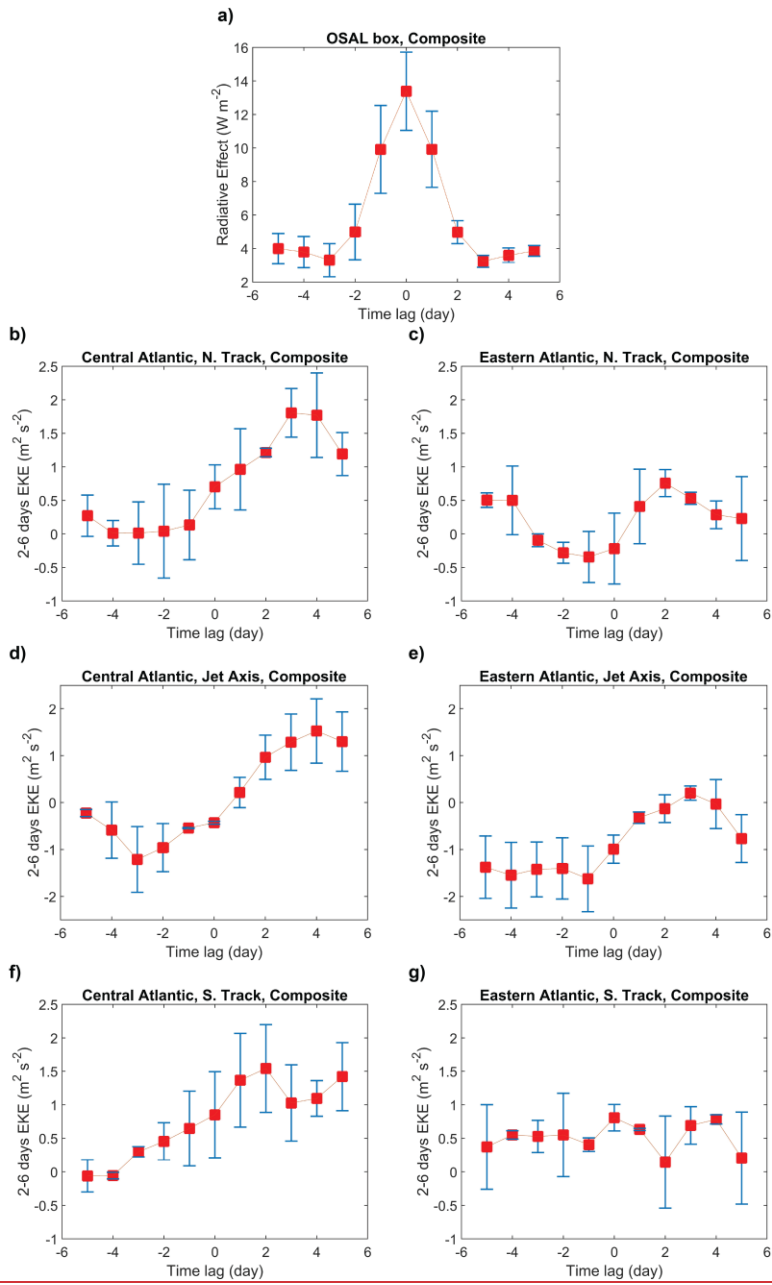 a)
OSAL box, Composite
Radiative Effect (W m-2)
16
14
12
10
8
6
4
2
-6 -4 -2 0 2 4 6
Time lag (day)
b)
Central Atlantic, N. Track, Composite
2-6 days EKE (m2 s-2)
2.5
2
1.5
1
0.5
0
-0.5
-1
-6 -4 -2 0 2 4 6
Time lag (day)
c)
Eastern Atlantic, N. Track, Composite
2-6 days EKE (m2 s-2)
2.5
2
1.5
1
0.5
0
-0.5
-1
-6 -4 -2 0 2 4 6
Time lag (day)
d)
Central Atlantic, Jet Axis, Composite
2-6 days EKE (m2 s-2)
2
1
0
-1
-2
-6 -4 -2 0 2 4 6
Time lag (day)
e)
Eastern Atlantic, Jet Axis, Composite
2-6 days EKE (m2 s-2)
2
1
0
-1
-2
-6 -4 -2 0 2 4 6
Time lag (day)
f)
Central Atlantic, S. Track, Composite
2-6 days EKE (m2 s-2)
2.5
2
1.5
1
0.5
0
-0.5
-1
-6 -4 -2 0 2 4 6
Time lag (day)
g)
Eastern Atlantic, S. Track, Composite
2-6 days EKE (m2 s-2)
2.5
2
1.5
1
0.5
0
-0.5
-1
-6 -4 -2 0 2 4 6
Time lag (day)